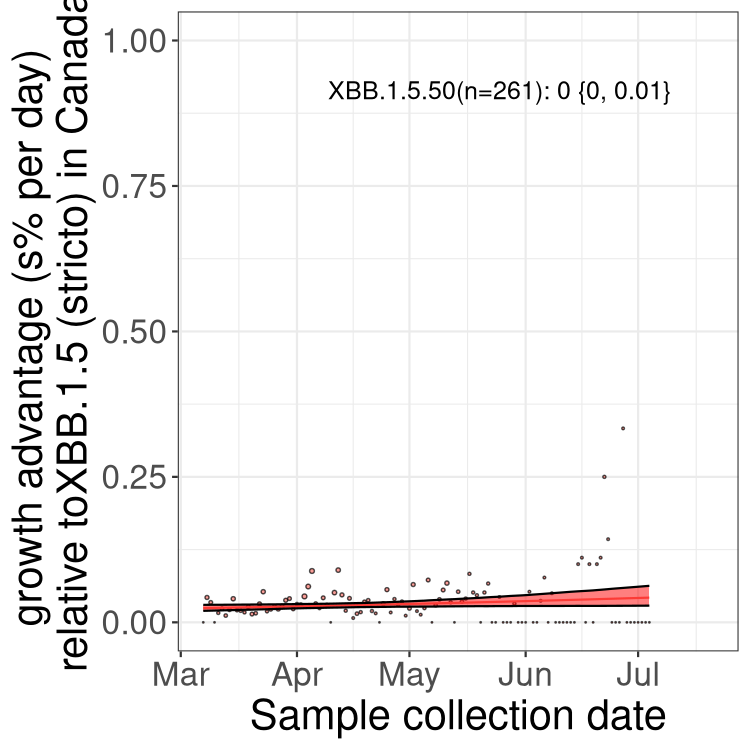 growth advantage (s% per day)
relative toXBB.1.5 (stricto) in Canada
1.00
0.75
0.50
0.25
0.00
XBB.1.5.50(n=261): 0 {0, 0.01}
Mar Apr May Jun Jul
Sample collection date